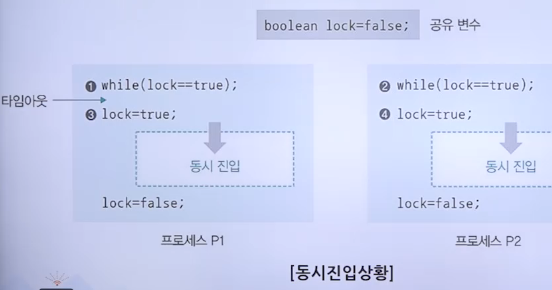 boolean lock=false; 공유 변수
❶ while(lock==true);
타임아웃
❸ lock=true;
동시 진입
lock=false;
프로세스 P1
❷ while(lock==true);
❹ lock=true;
동시 진입
lock=false;
프로세스 P2
[동시진입상황]